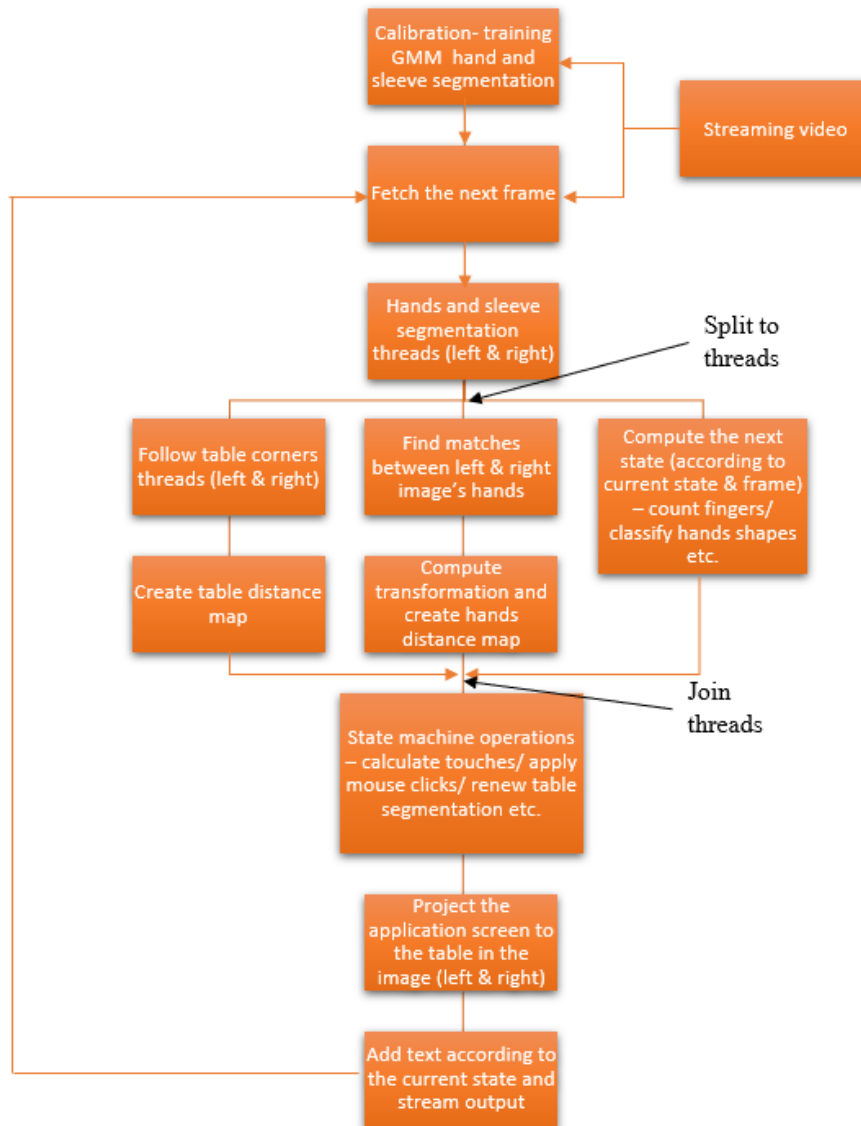 Calibration- training
GMM  hand and
sleeve segmentation
Streaming video
Fetch the next frame
Hands and sleeve
segmentation
threads (left & right)
Split to
threads
Follow table corners
threads (left & right)
Find matches
between left & right
image's hands
Compute the next
state (according to
current state & frame)
– count fingers/
classify hands shapes
etc.
Create table distance
map
Compute
transformation and
create hands
distance map
Join
threads
State machine operations
– calculate touches/ apply
mouse clicks/ renew table
segmentation etc.
Project the
application screen to
the table in the
image (left & right)
Add text according to
the current state and
stream output